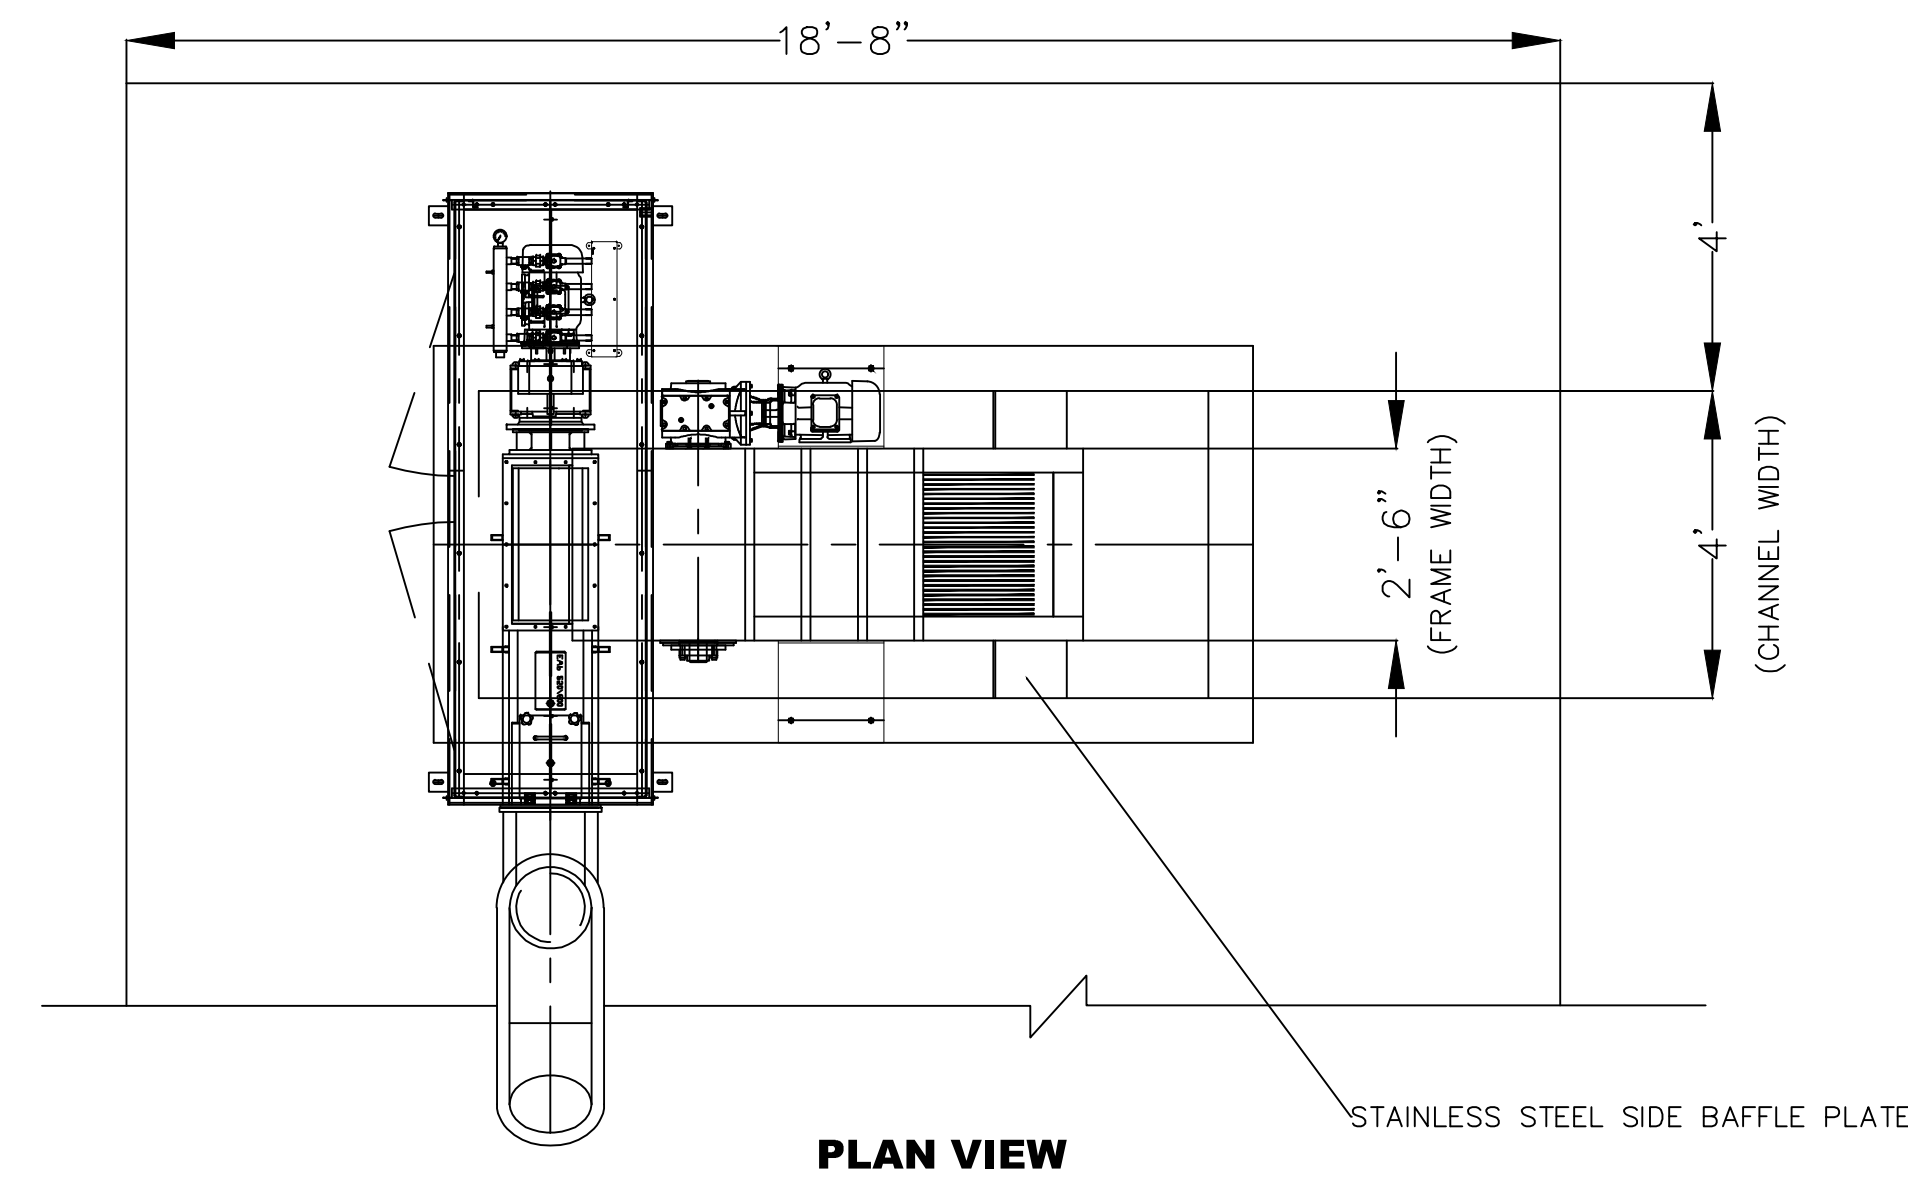 18'-8"
4'
2'-6"
(FRAME WIDTH)
4'
(CHANNEL WIDTH)
STAINLESS STEEL SIDE BAFFLE PLATE
PLAN VIEW